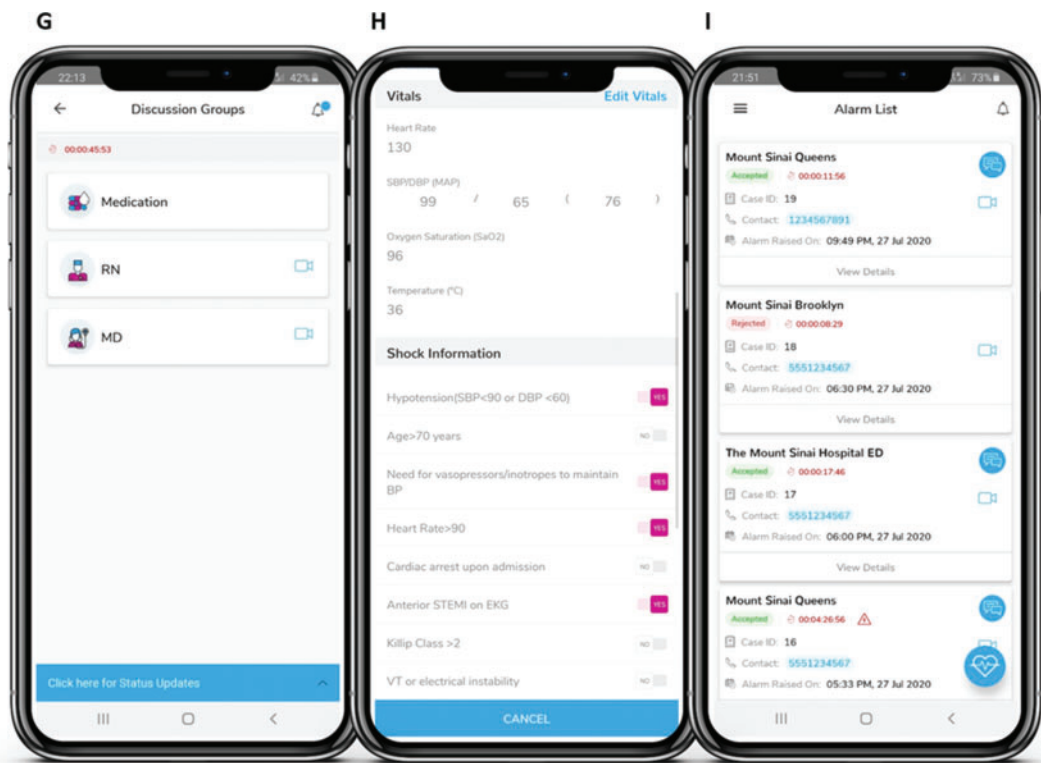 G
22:13
42%
Discussion Groups
00:00:45:53
Medication
RN
MD
Click here for Status Updates
H
Vitals Edit Vitals
Heart Rate
130
SBP/DBP (MAP)
99 / 65 ( 76 )
Oxygen Saturation (SaO2)
96
Temperature (°C)
36
Shock Information
Hypotension(SBP<90 or DBP <60) YES
Age>70 years NO
Need for vasopressors/inotropes to maintain
BP YES
Heart Rate>90 YES
Cardiac arrest upon admission NO
Anterior STEMI on EKG YES
Killip Class >2 NO
VT or electrical instability NO
CANCEL
I
21:51
73%
Alarm List
Mount Sinai Queens
Accepted 00:00:11:56
Case ID: 19
Contact: 1234567891
Alarm Raised On: 09:49 PM, 27 Jul 2020
View Details
Mount Sinai Brooklyn
Rejected 00:00:08:29
Case ID: 18
Contact: 5551234567
Alarm Raised On: 06:30 PM, 27 Jul 2020
View Details
The Mount Sinai Hospital ED
Accepted 00:00:17:46
Case ID: 17
Contact: 5551234567
Alarm Raised On: 06:00 PM, 27 Jul 2020
View Details
Mount Sinai Queens
Accepted 00:04:26:56
Case ID: 16
Contact: 5551234567
Alarm Raised On: 05:33 PM, 27 Jul 2020